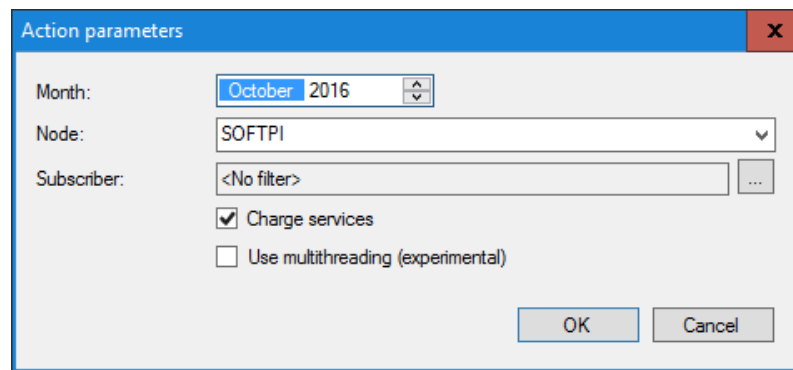 Action parameters
Month: October 2016
Node: SOFTPI
Subscriber: <No filter> ...
Charge services
Use multithreading (experimental)
OK Cancel